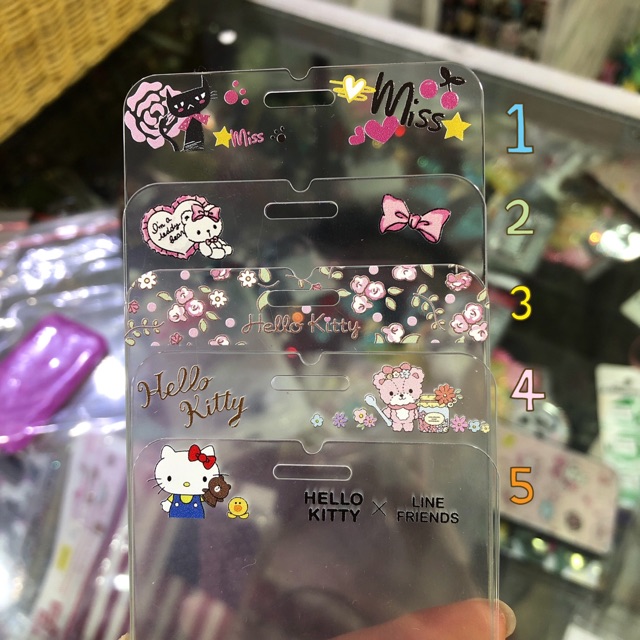 Miss
Miss
1
I'm a
teddy
bear
2
Hello Kitty
3
Hello
Kitty
4
HELLO
KITTY × LINE
FRIENDS
5